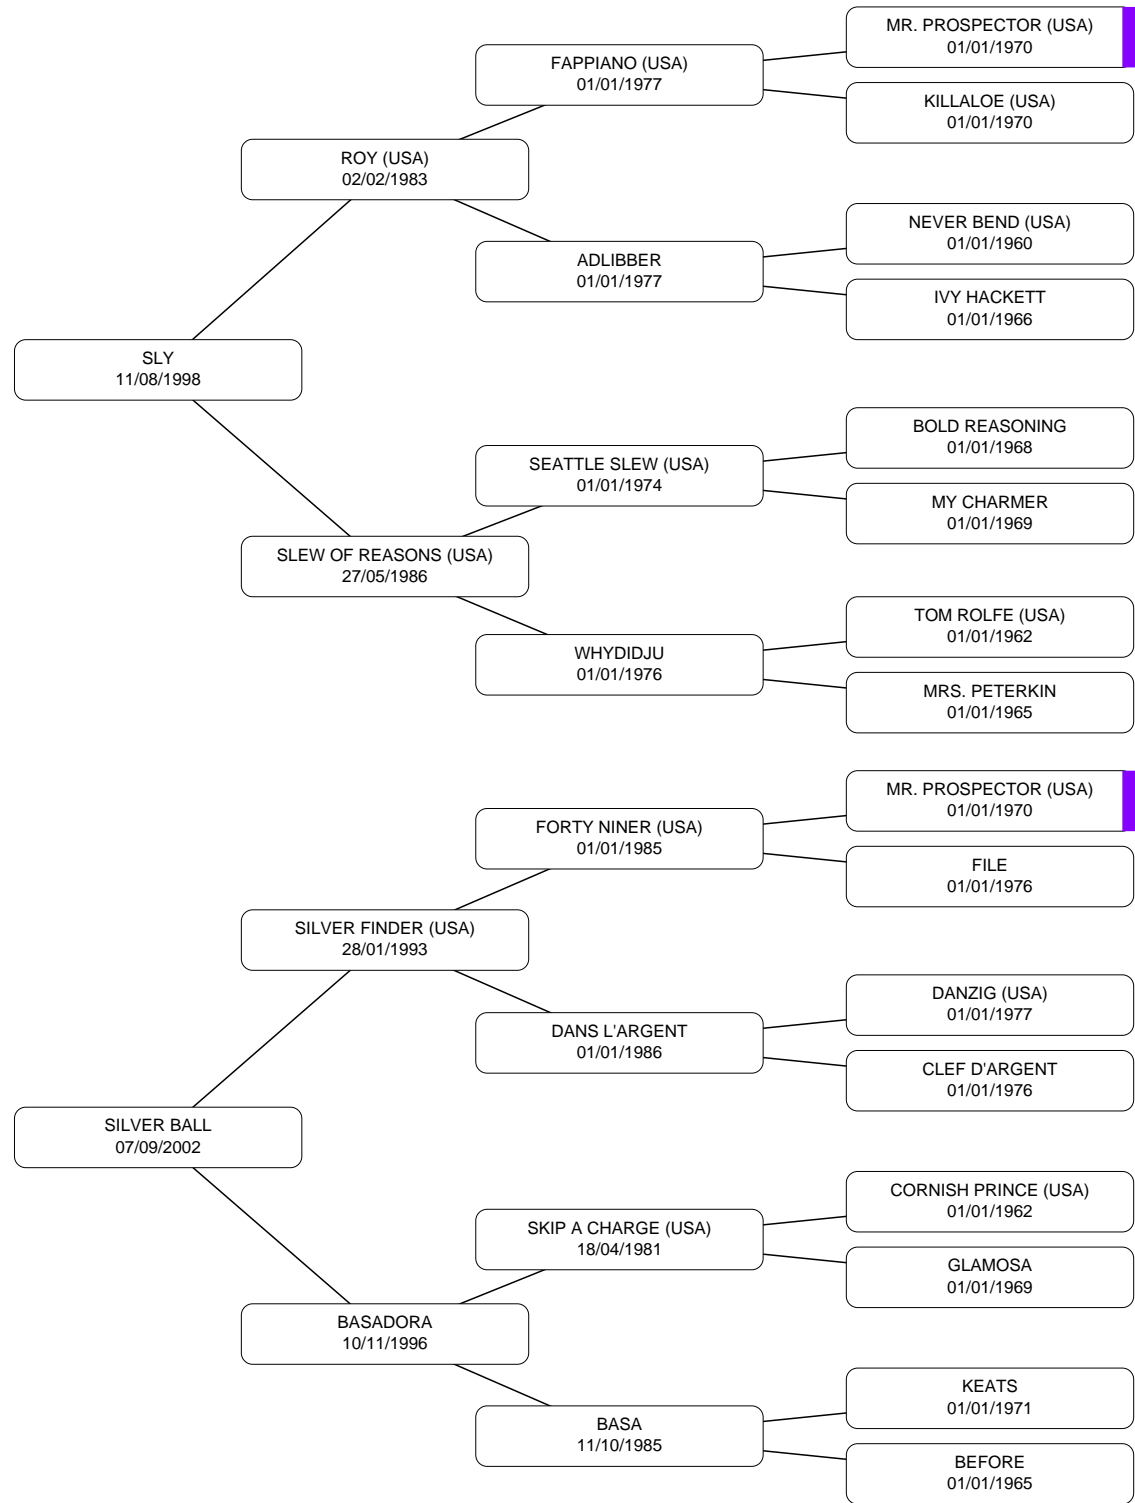 MR. PROSPECTOR (USA)
01/01/1970
FAPPIANO (USA)
01/01/1977
KILLALOE (USA)
01/01/1970
ROY (USA)
02/02/1983
NEVER BEND (USA)
01/01/1960
ADLIBBER
01/01/1977
IVY HACKETT
01/01/1966
SLY
11/08/1998
BOLD REASONING
01/01/1968
SEATTLE SLEW (USA)
01/01/1974
MY CHARMER
01/01/1969
SLEW OF REASONS (USA)
27/05/1986
TOM ROLFE (USA)
01/01/1962
WHYDIDJU
01/01/1976
MRS. PETERKIN
01/01/1965
MR. PROSPECTOR (USA)
01/01/1970
FORTY NINER (USA)
01/01/1985
FILE
01/01/1976
SILVER FINDER (USA)
28/01/1993
DANZIG (USA)
01/01/1977
DANS L'ARGENT
01/01/1986
CLEF D'ARGENT
01/01/1976
SILVER BALL
07/09/2002
CORNISH PRINCE (USA)
01/01/1962
SKIP A CHARGE (USA)
18/04/1981
GLAMOSA
01/01/1969
BASADORA
10/11/1996
KEATS
01/01/1971
BASA
11/10/1985
BEFORE
01/01/1965